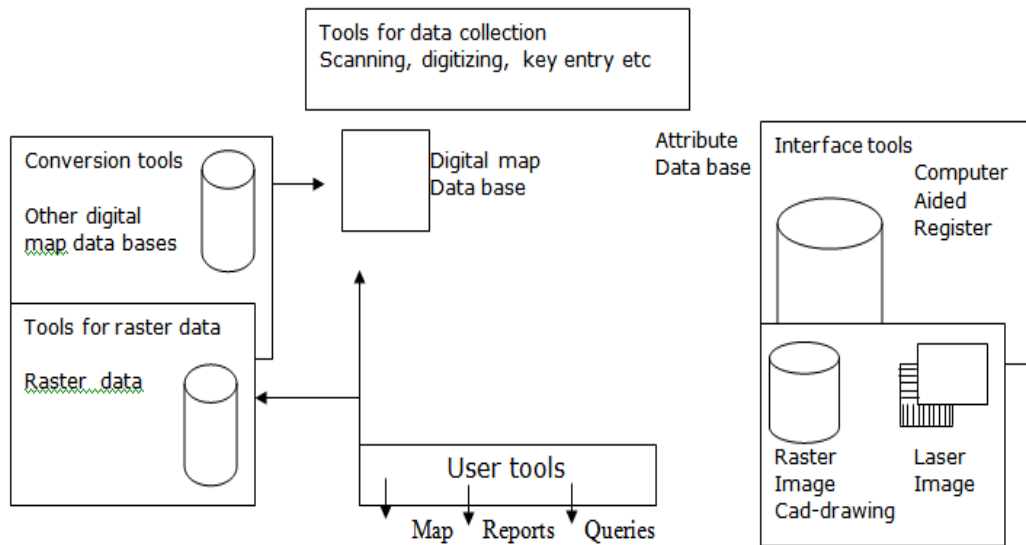 Tools for data collection
Scanning, digitizing, key entry etc
Conversion tools
Other digital
map data bases
Digital map
Data base
Attribute
Data base
Interface tools
Computer
Aided
Register
Tools for raster data
Raster data
User tools
Map Reports Queries
Raster
Image
Cad-drawing
Laser
Image